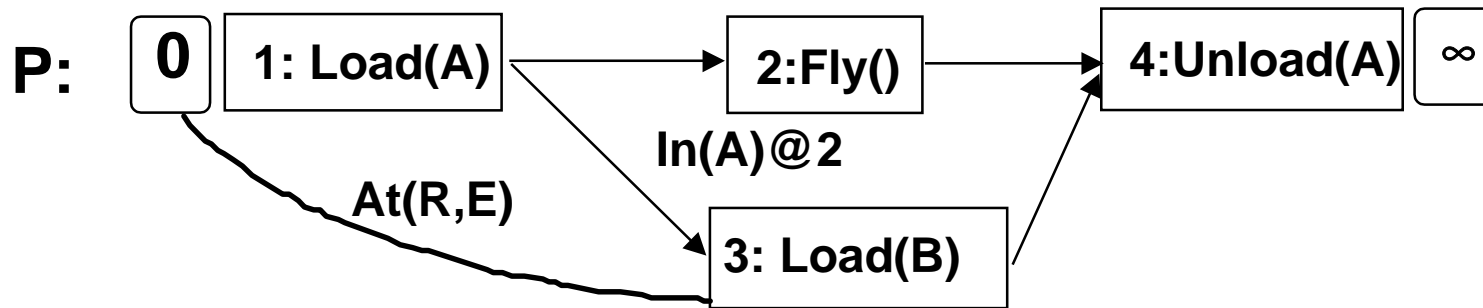 P:
0
1: Load(A)
2:Fly()
4:Unload(A)
∞
In(A)@2
At(R,E)
3: Load(B)